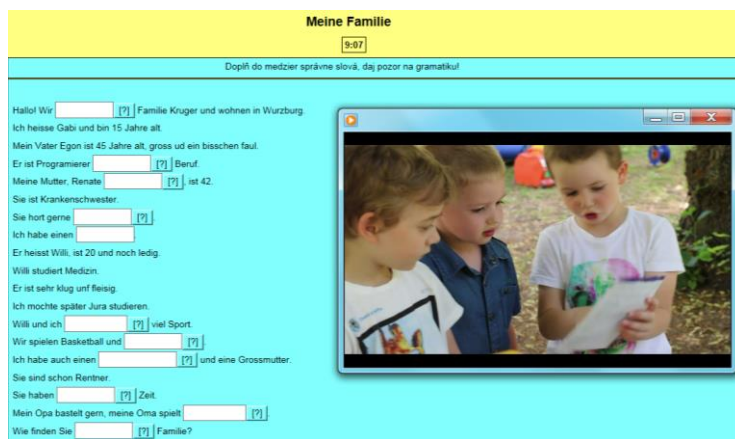 Meine Familie
9:07
Doplň do medzier správne slová, daj pozor na gramatiku!
Hallo! Wir [?] Familie Kruger und wohnen in Wurzburg.
Ich heisse Gabi und bin 15 Jahre alt.
Mein Vater Egon ist 45 Jahre alt, gross ud ein bisschen faul.
Er ist Programierer [?] Beruf.
Meine Mutter, Renate [?], ist 42.
Sie ist Krankenschwester.
Sie hort gerne [?].
Ich habe einen .
Er heisst Willi, ist 20 und noch ledig.
Willi studiert Medizin.
Er ist sehr klug unf fleisig.
Ich mochte später Jura studieren.
Willi und ich [?] viel Sport.
Wir spielen Basketball und [?].
Ich habe auch einen [?] und eine Grossmutter.
Sie sind schon Rentner.
Sie haben [?] Zeit.
Mein Opa bastelt gern, meine Oma spielt [?].
Wie finden Sie [?] Familie?